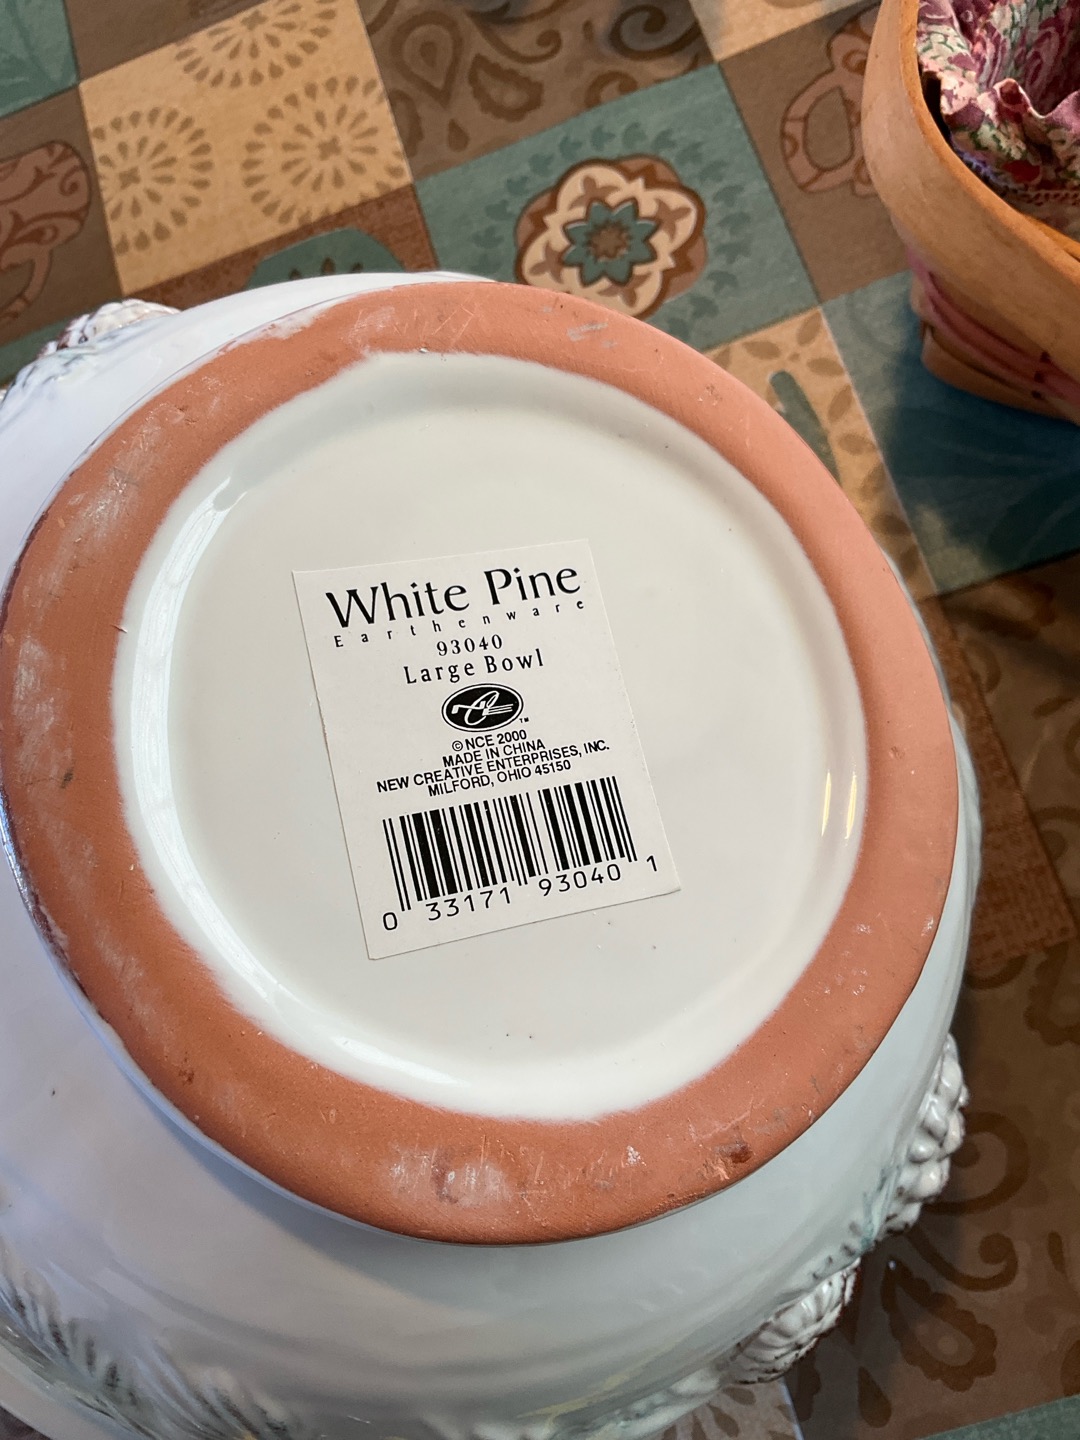 White Pine
Earthenware
93040
Large Bowl
TM
© NCE 2000
MADE IN CHINA
NEW CREATIVE ENTERPRISES, INC.
MILFORD, OHIO 45150
0 33171 93040 1